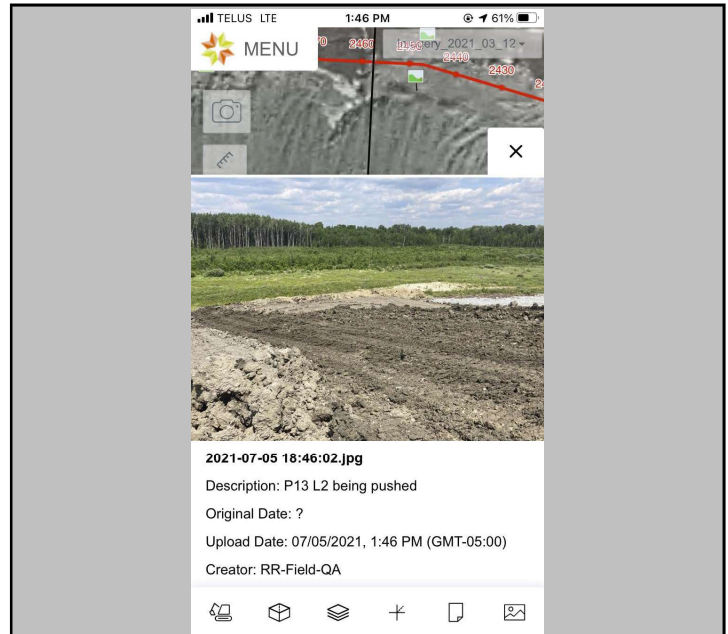 TELUS LTE 1:46 PM 61%
MENU
Imagery_2021_03_12
2460
2450
2440
2430
2021-07-05 18:46:02.jpg
Description: P13 L2 being pushed
Original Date: ?
Upload Date: 07/05/2021, 1:46 PM (GMT-05:00)
Creator: RR-Field-QA